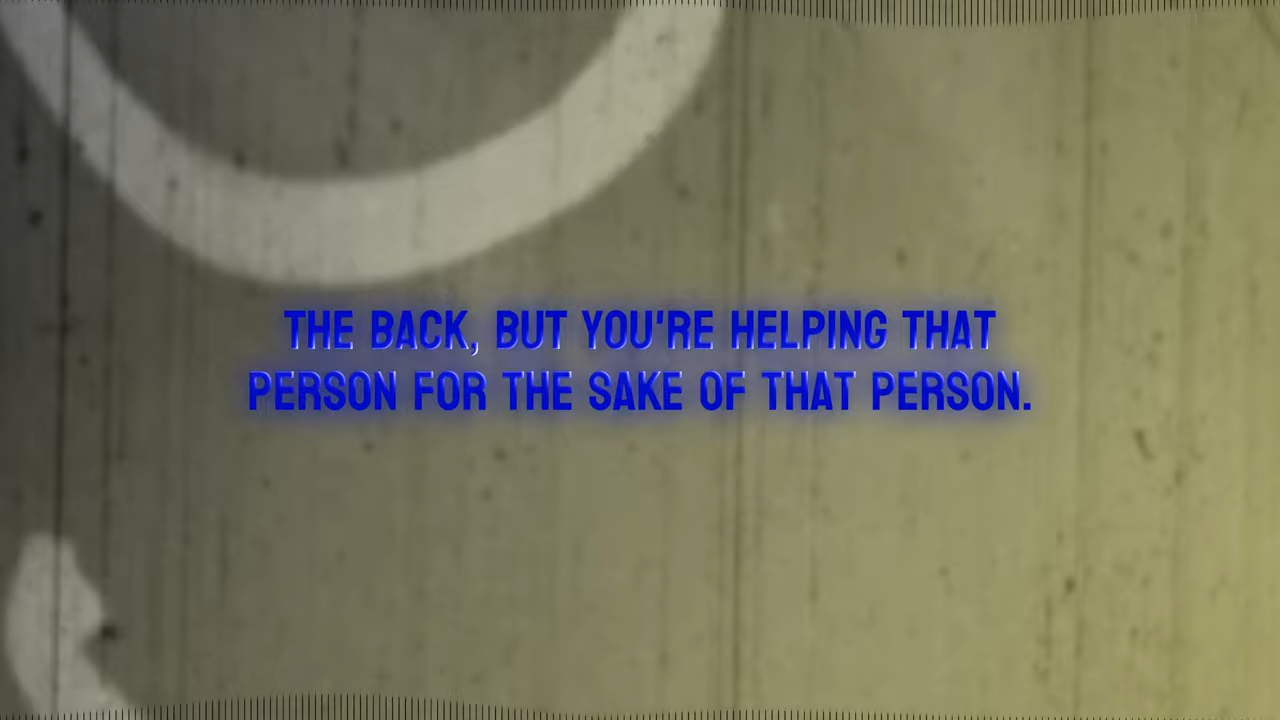 THE BACK, BUT YOU'RE HELPING THAT
PERSON FOR THE SAKE OF THAT PERSON.